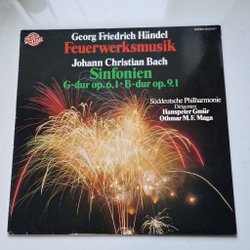 Georg Friedrich Händel
Feuerwerksmusik
Johann Christian Bach
Sinfonien
G-dur op.6,1 · B-dur op.9,1
Süddeutsche Philharmonie
Dirigenten
Hanspeter Gmür
Othmar M. F. Mága